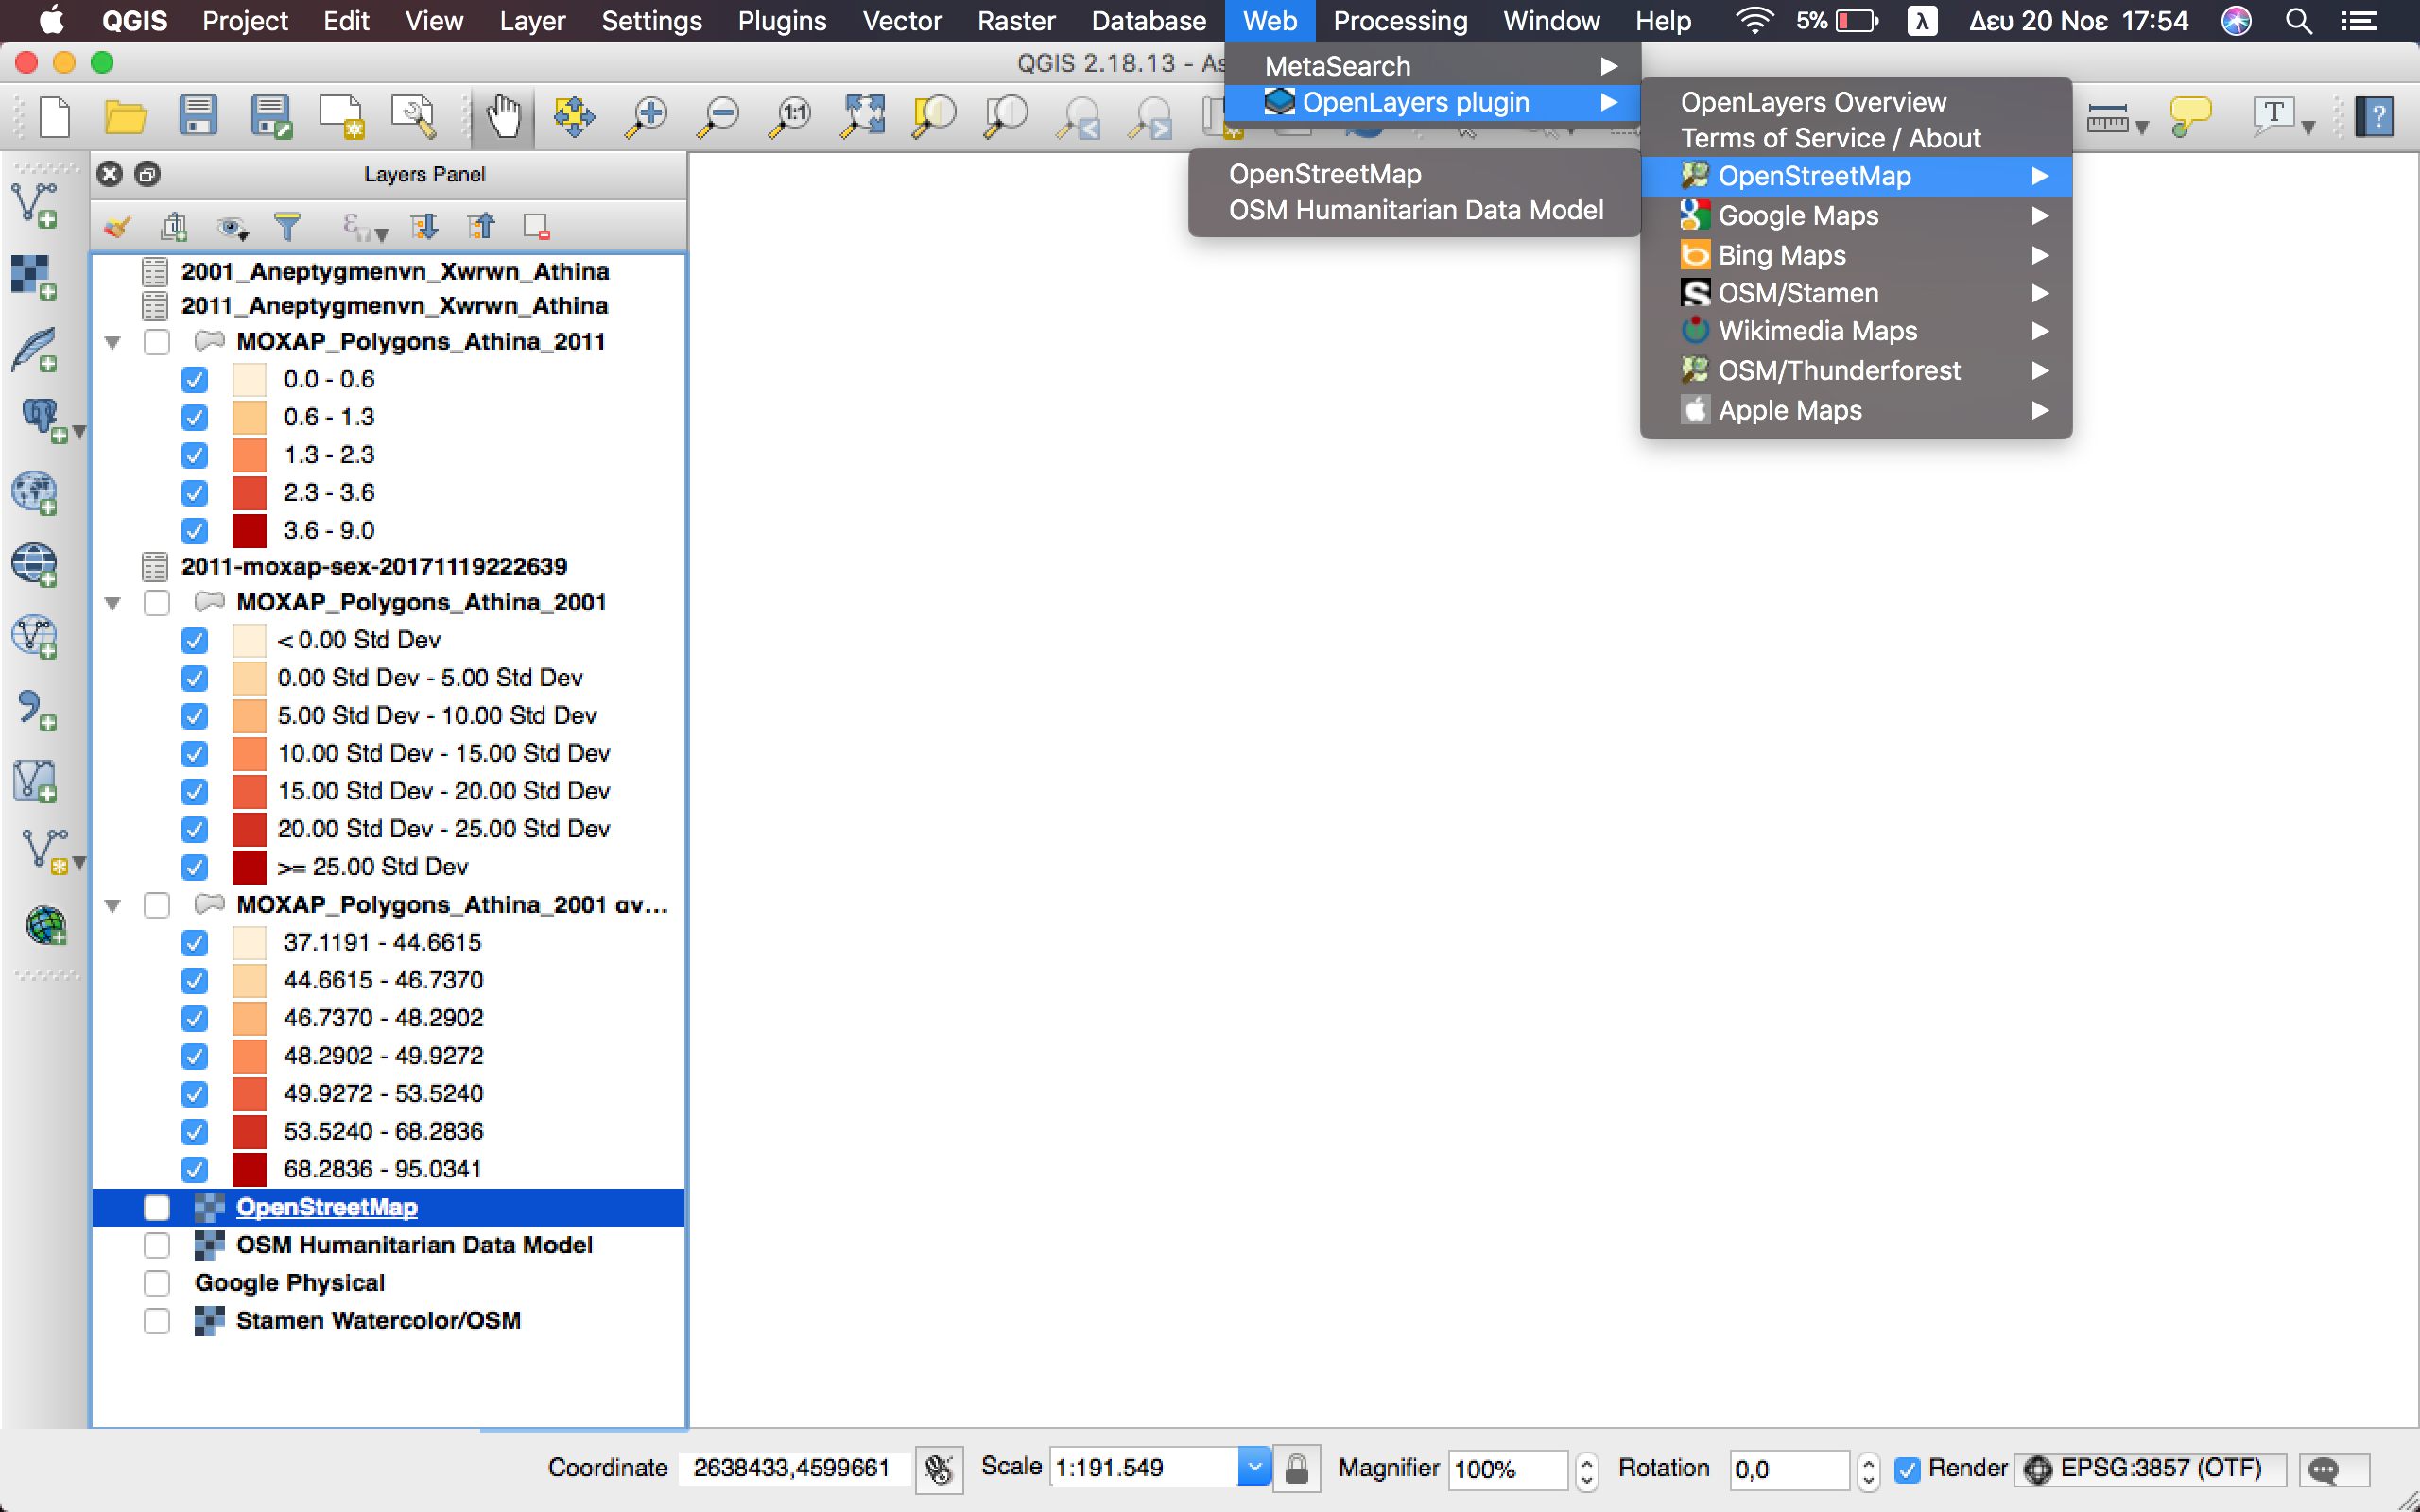 QGIS Project Edit View Layer Settings Plugins Vector Raster Database Web Processing Window Help 5% λ Δευ 20 Νοε 17:54
QGIS 2.18.13 - As
MetaSearch
OpenLayers plugin
OpenLayers Overview
Terms of Service / About
OpenStreetMap
Google Maps
Bing Maps
OSM/Stamen
Wikimedia Maps
OSM/Thunderforest
Apple Maps
OpenStreetMap
OSM Humanitarian Data Model
1:1
T
?
Layers Panel
ε
2001_Aneptygmenvn_Xwrwn_Athina
2011_Aneptygmenvn_Xwrwn_Athina
MOXAP_Polygons_Athina_2011
0.0 - 0.6
0.6 - 1.3
1.3 - 2.3
2.3 - 3.6
3.6 - 9.0
2011-moxap-sex-20171119222639
MOXAP_Polygons_Athina_2001
< 0.00 Std Dev
0.00 Std Dev - 5.00 Std Dev
5.00 Std Dev - 10.00 Std Dev
10.00 Std Dev - 15.00 Std Dev
15.00 Std Dev - 20.00 Std Dev
20.00 Std Dev - 25.00 Std Dev
>= 25.00 Std Dev
MOXAP_Polygons_Athina_2001 αν...
37.1191 - 44.6615
44.6615 - 46.7370
46.7370 - 48.2902
48.2902 - 49.9272
49.9272 - 53.5240
53.5240 - 68.2836
68.2836 - 95.0341
OpenStreetMap
OSM Humanitarian Data Model
Google Physical
Stamen Watercolor/OSM
Coordinate 2638433,4599661 Scale 1:191.549 Magnifier 100% Rotation 0,0 Render EPSG:3857 (OTF)